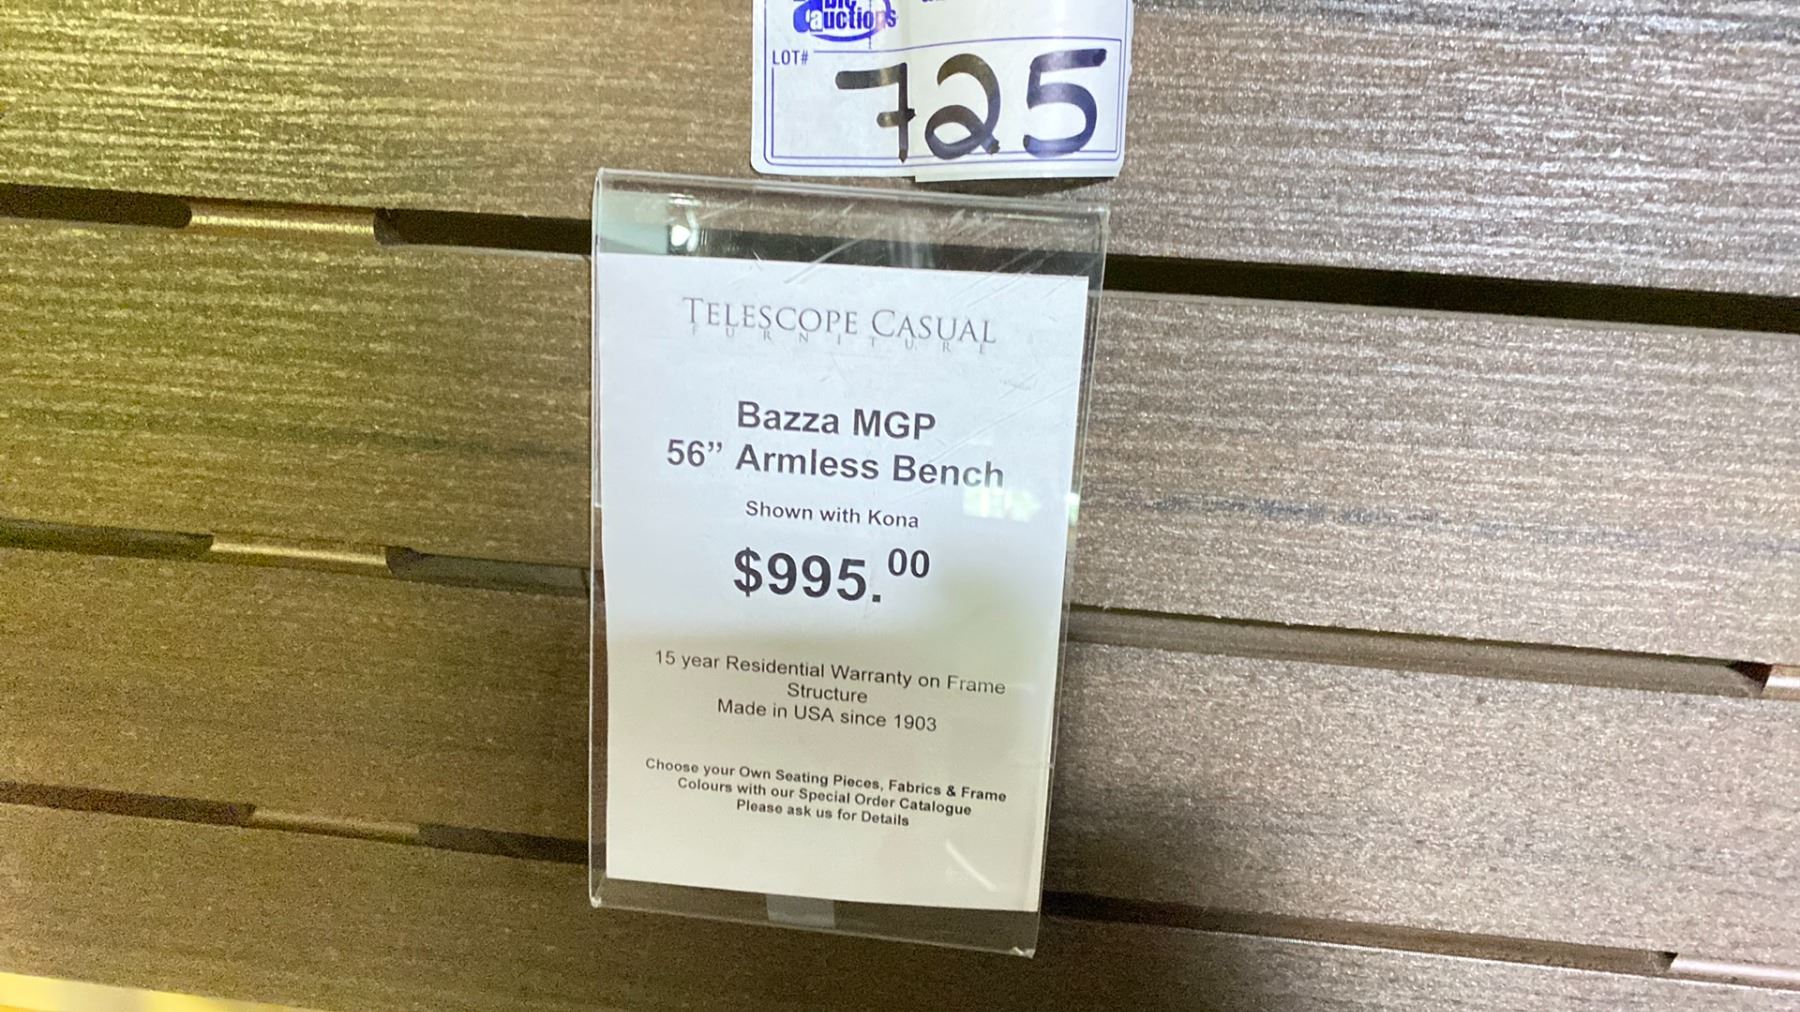 auctions
LOT# 725
TELESCOPE CASUAL
FURNITURE
Bazza MGP
56” Armless Bench
Shown with Kona
$995.00
15 year Residential Warranty on Frame
Structure
Made in USA since 1903
Choose your Own Seating Pieces, Fabrics & Frame
Colours with our Special Order Catalogue
Please ask us for Details